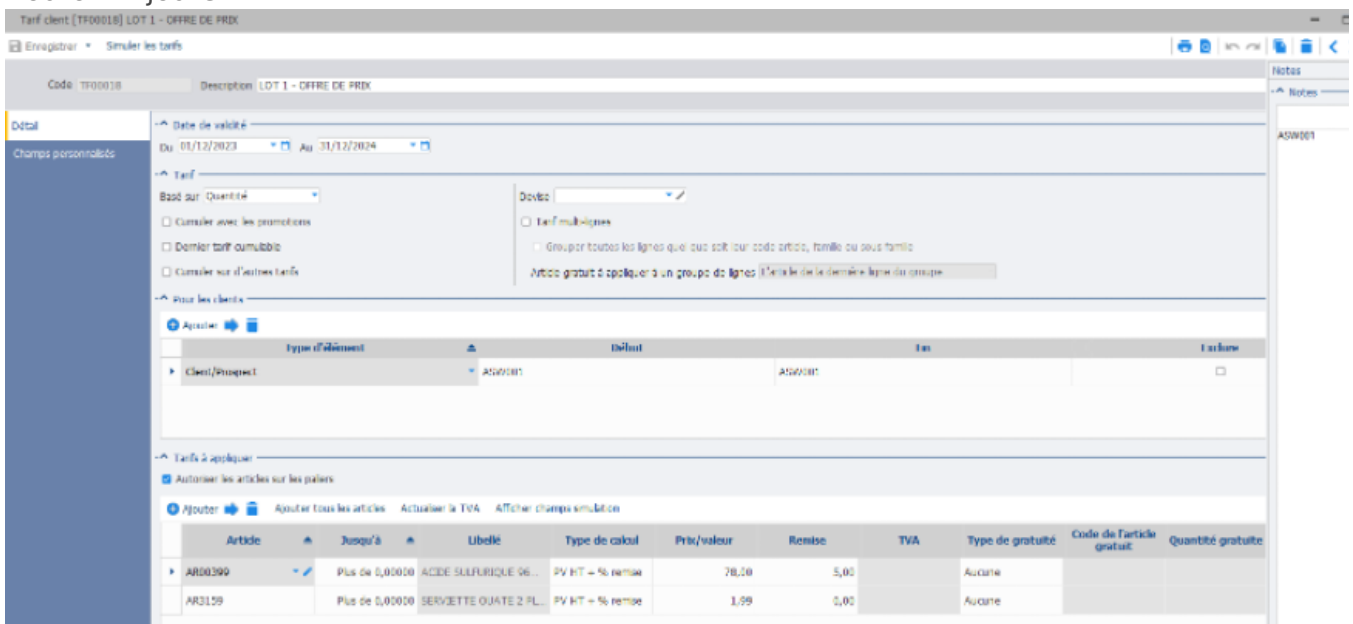 Tarif client [TF00018] LOT 1 - OFFRE DE PRIX
Enregistrer Simuler les tarifs
Code TF00018 Description LOT 1 - OFFRE DE PRIX
Notes
Notes
ASW001
Détail
Champs personnalisés
Date de validité
Du 01/12/2023 Au 31/12/2024
Tarif
Basé sur Quantité Devise
Cumuler avec les promotions Tarif multi-lignes
Dernier tarif cumulable Grouper toutes les lignes quel que soit leur code article, famille ou sous famille
Cumuler sur d'autres tarifs Article gratuit à appliquer à un groupe de lignes L'article de la dernière ligne du groupe
Pour les clients
Ajouter
Type d'élément Début Fin Exclure
Client/Prospect ASW001 ASW001
Tarifs à appliquer
Autoriser les articles sur les paliers
Ajouter Ajouter tous les articles Actualiser la TVA Afficher champs simulation
Article Jusqu'à Libellé Type de calcul Prix/valeur Remise TVA Type de gratuité Code de l'article gratuit Quantité gratuite
AR00399 Plus de 0,00000 ACIDE SULFURIQUE 96... PV HT + % remise 78,00 5,00 Aucune
AR3159 Plus de 0,00000 SERVIETTE OUATE 2 PL... PV HT + % remise 1,99 0,00 Aucune